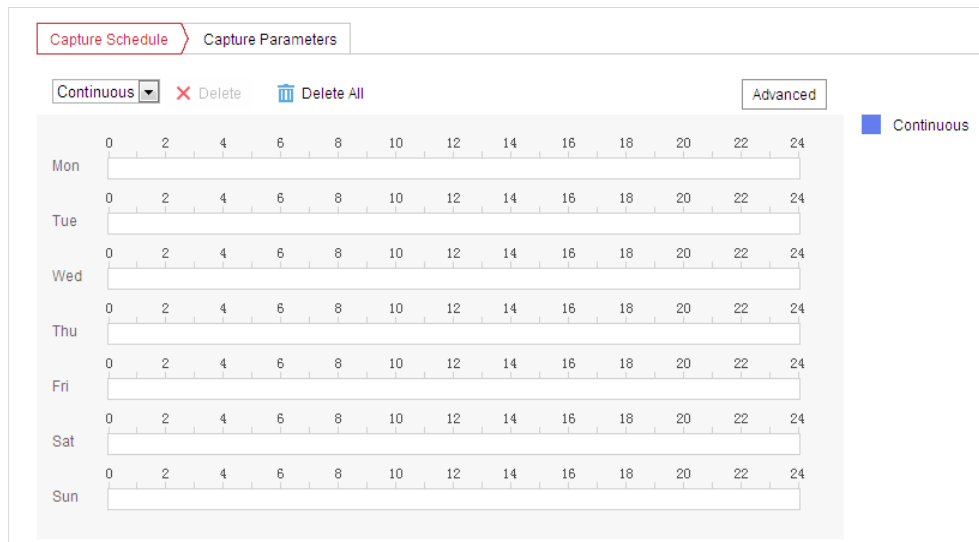 Capture Schedule Capture Parameters
Continuous Delete Delete All Advanced
Continuous
0 2 4 6 8 10 12 14 16 18 20 22 24
Mon
0 2 4 6 8 10 12 14 16 18 20 22 24
Tue
0 2 4 6 8 10 12 14 16 18 20 22 24
Wed
0 2 4 6 8 10 12 14 16 18 20 22 24
Thu
0 2 4 6 8 10 12 14 16 18 20 22 24
Fri
0 2 4 6 8 10 12 14 16 18 20 22 24
Sat
0 2 4 6 8 10 12 14 16 18 20 22 24
Sun